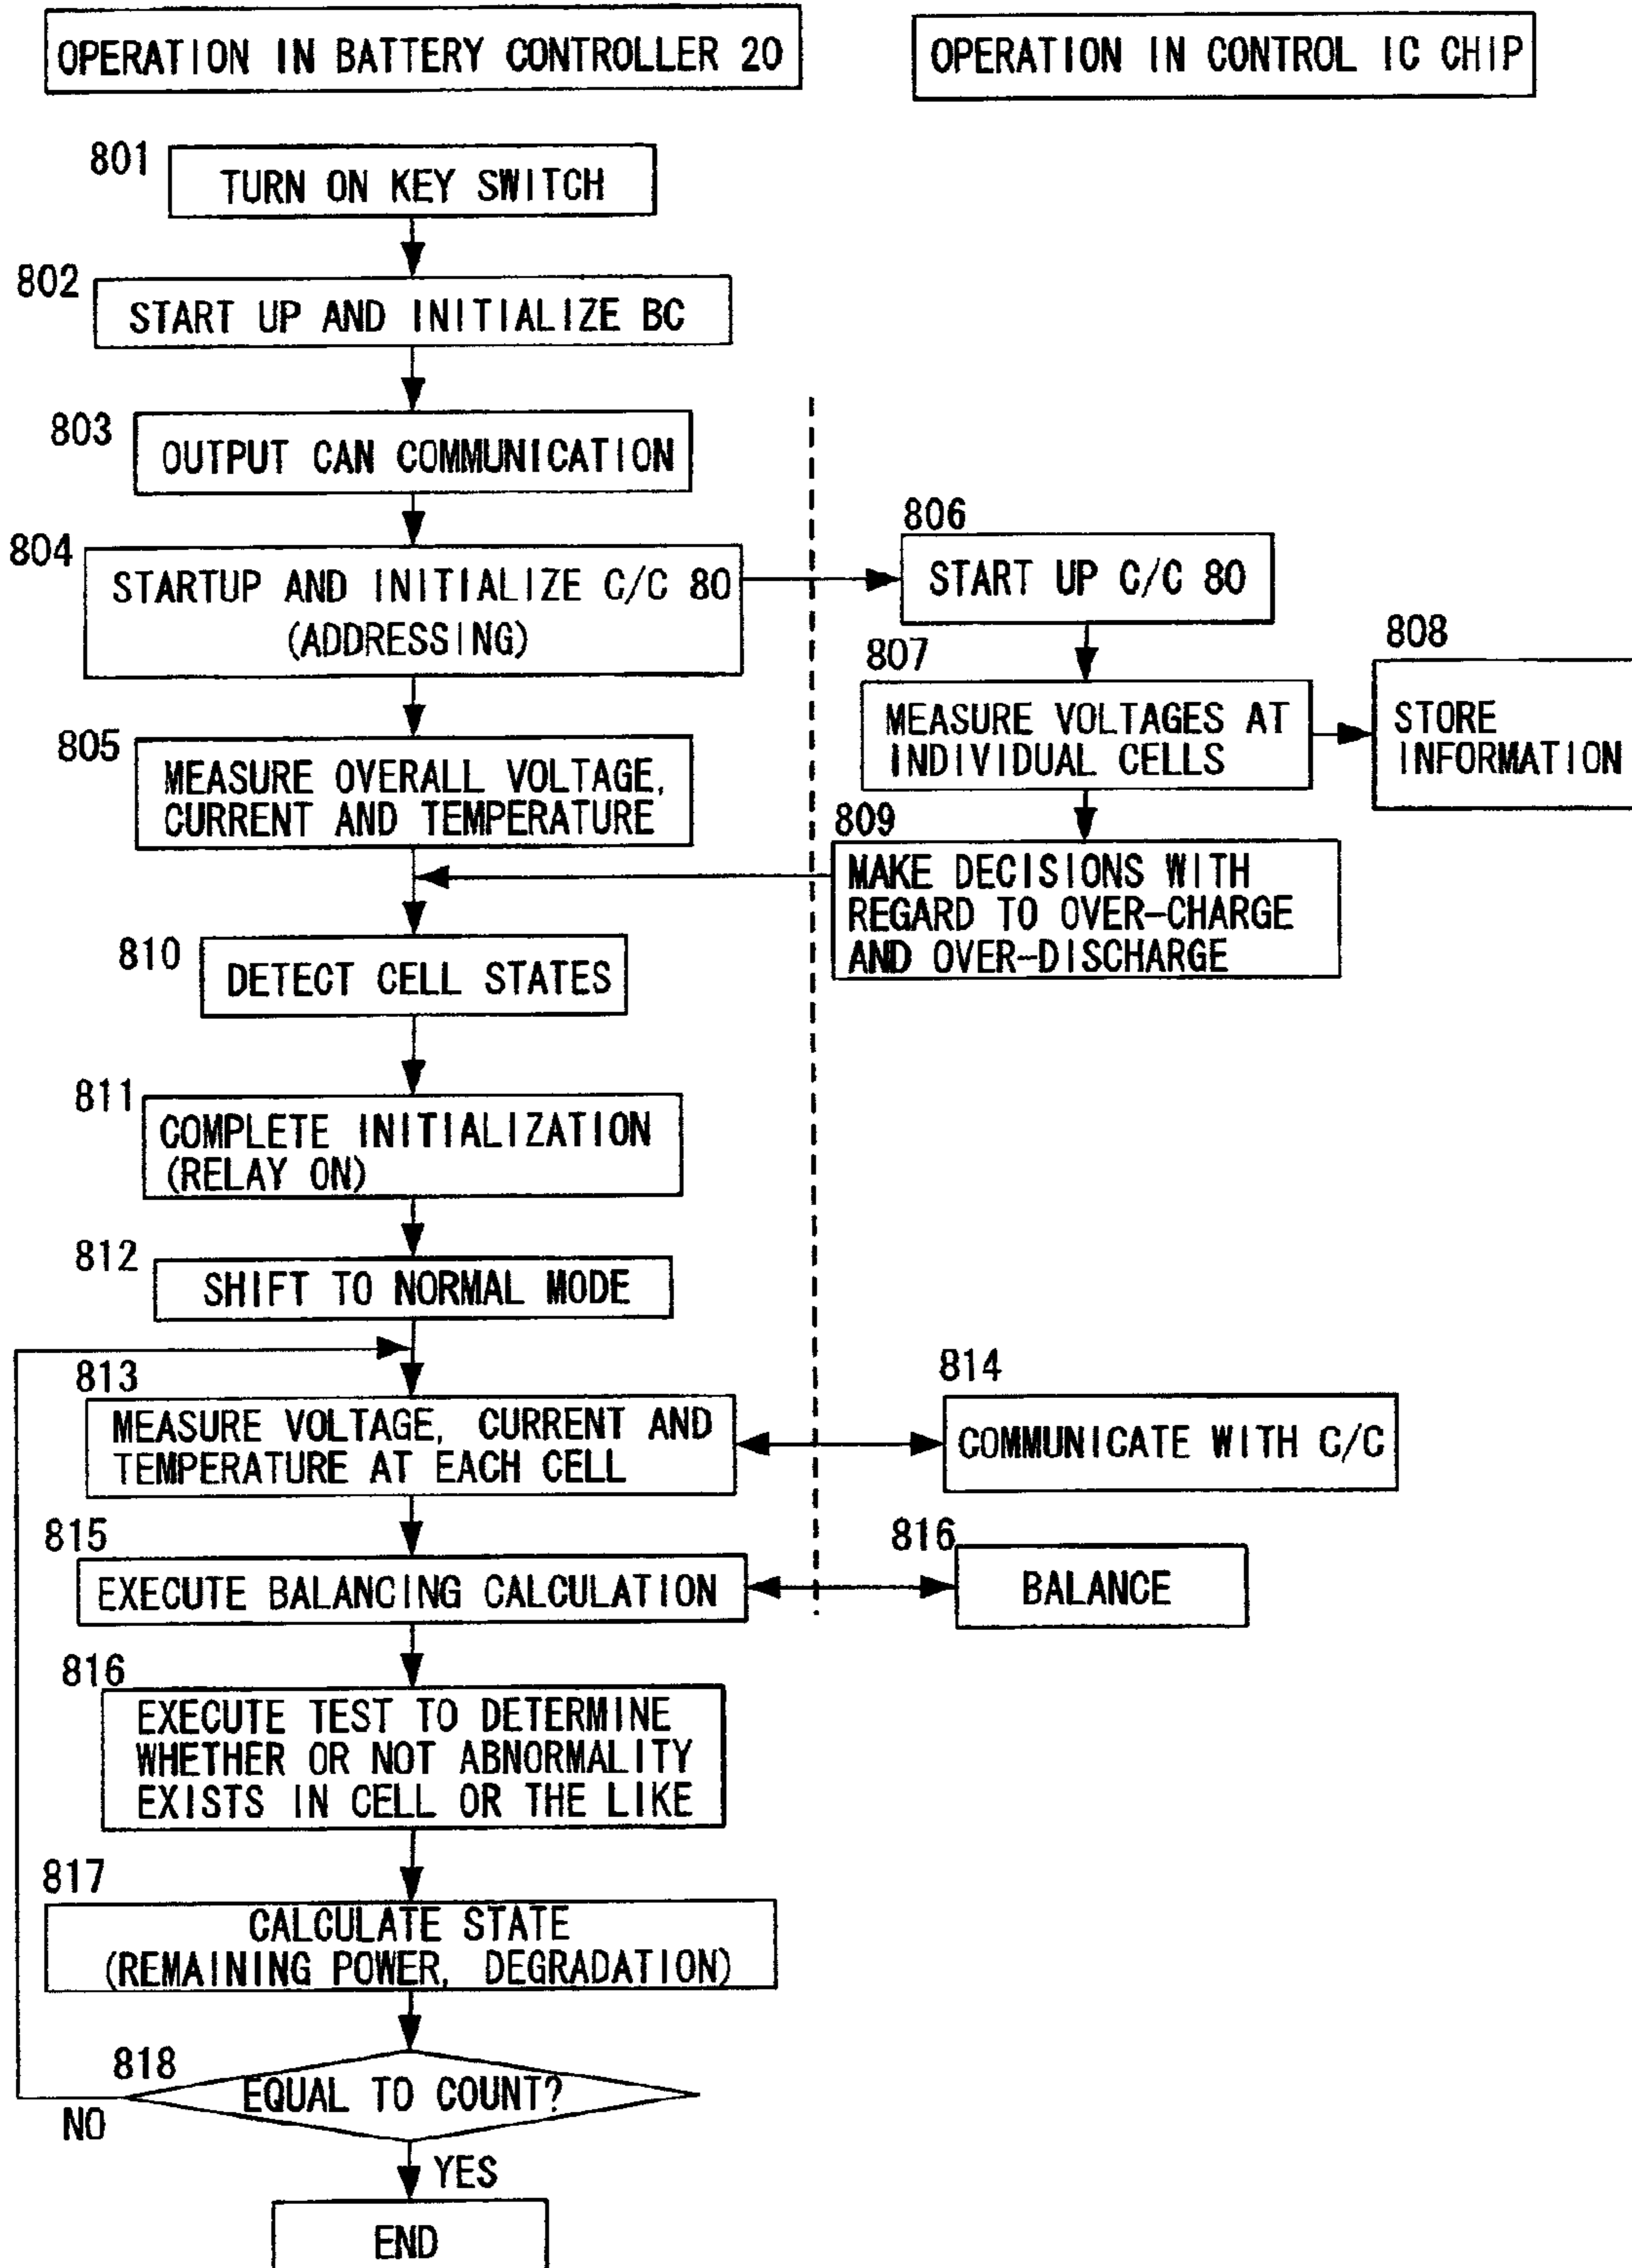 OPERATION IN BATTERY CONTROLLER 20
OPERATION IN CONTROL IC CHIP
801
TURN ON KEY SWITCH
802
START UP AND INITIALIZE BC
803
OUTPUT CAN COMMUNICATION
804
STARTUP AND INITIALIZE C/C 80
(ADDRESSING)
806
START UP C/C 80
807
MEASURE VOLTAGES AT
INDIVIDUAL CELLS
808
STORE
INFORMATION
805
MEASURE OVERALL VOLTAGE,
CURRENT AND TEMPERATURE
809
MAKE DECISIONS WITH
REGARD TO OVER-CHARGE
AND OVER-DISCHARGE
810
DETECT CELL STATES
811
COMPLETE INITIALIZATION
(RELAY ON)
812
SHIFT TO NORMAL MODE
813
MEASURE VOLTAGE, CURRENT AND
TEMPERATURE AT EACH CELL
814
COMMUNICATE WITH C/C
815
EXECUTE BALANCING CALCULATION
816
BALANCE
816
EXECUTE TEST TO DETERMINE
WHETHER OR NOT ABNORMALITY
EXISTS IN CELL OR THE LIKE
817
CALCULATE STATE
(REMAINING POWER, DEGRADATION)
818
EQUAL TO COUNT?
NO
YES
END